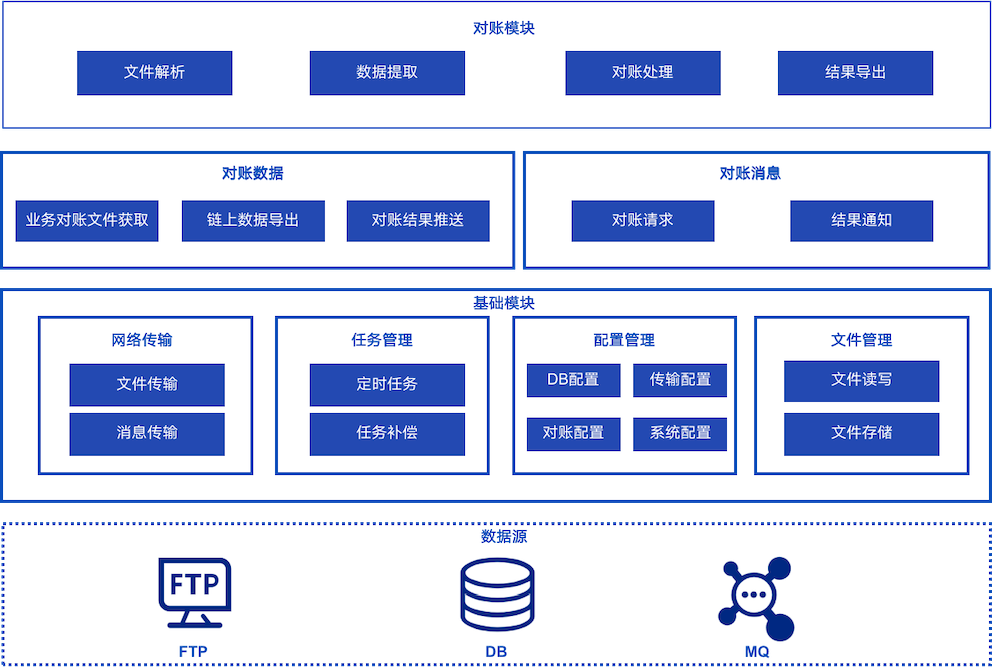 对账模块
文件解析
数据提取
对账处理
结果导出
对账数据
业务对账文件获取
链上数据导出
对账结果推送
对账消息
对账请求
结果通知
基础模块
网络传输
文件传输
消息传输
任务管理
定时任务
任务补偿
配置管理
DB配置
传输配置
对账配置
系统配置
文件管理
文件读写
文件存储
数据源
FTP
FTP
DB
MQ